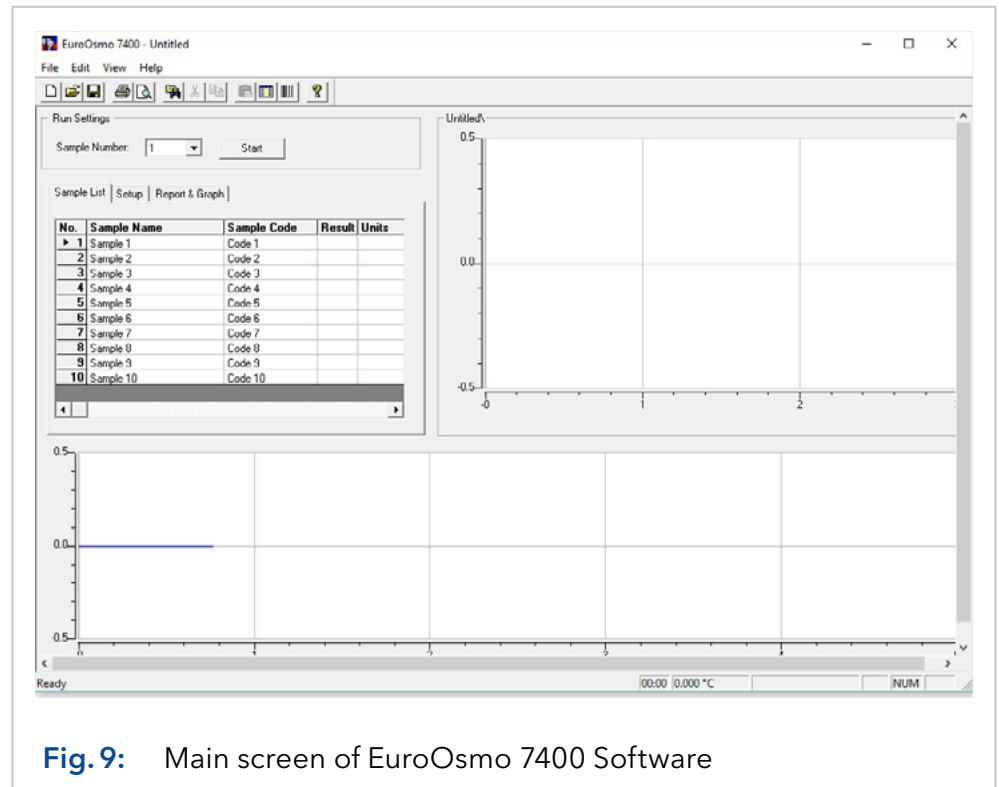 EuroOsmo 7400 - Untitled
File Edit View Help
Run Settings
Sample Number: 1 Start
Sample List Setup Report & Graph
No. Sample Name Sample Code Result Units
1 Sample 1 Code 1
2 Sample 2 Code 2
3 Sample 3 Code 3
4 Sample 4 Code 4
5 Sample 5 Code 5
6 Sample 6 Code 6
7 Sample 7 Code 7
8 Sample 8 Code 8
9 Sample 9 Code 9
10 Sample 10 Code 10
Untitled\
0.5
0.0
-0.5
-0 1 2
0.5
0.0
0.5
0 1 2 3 4
Ready 00:00 0.000 °C NUM
Fig. 9: Main screen of EuroOsmo 7400 Software